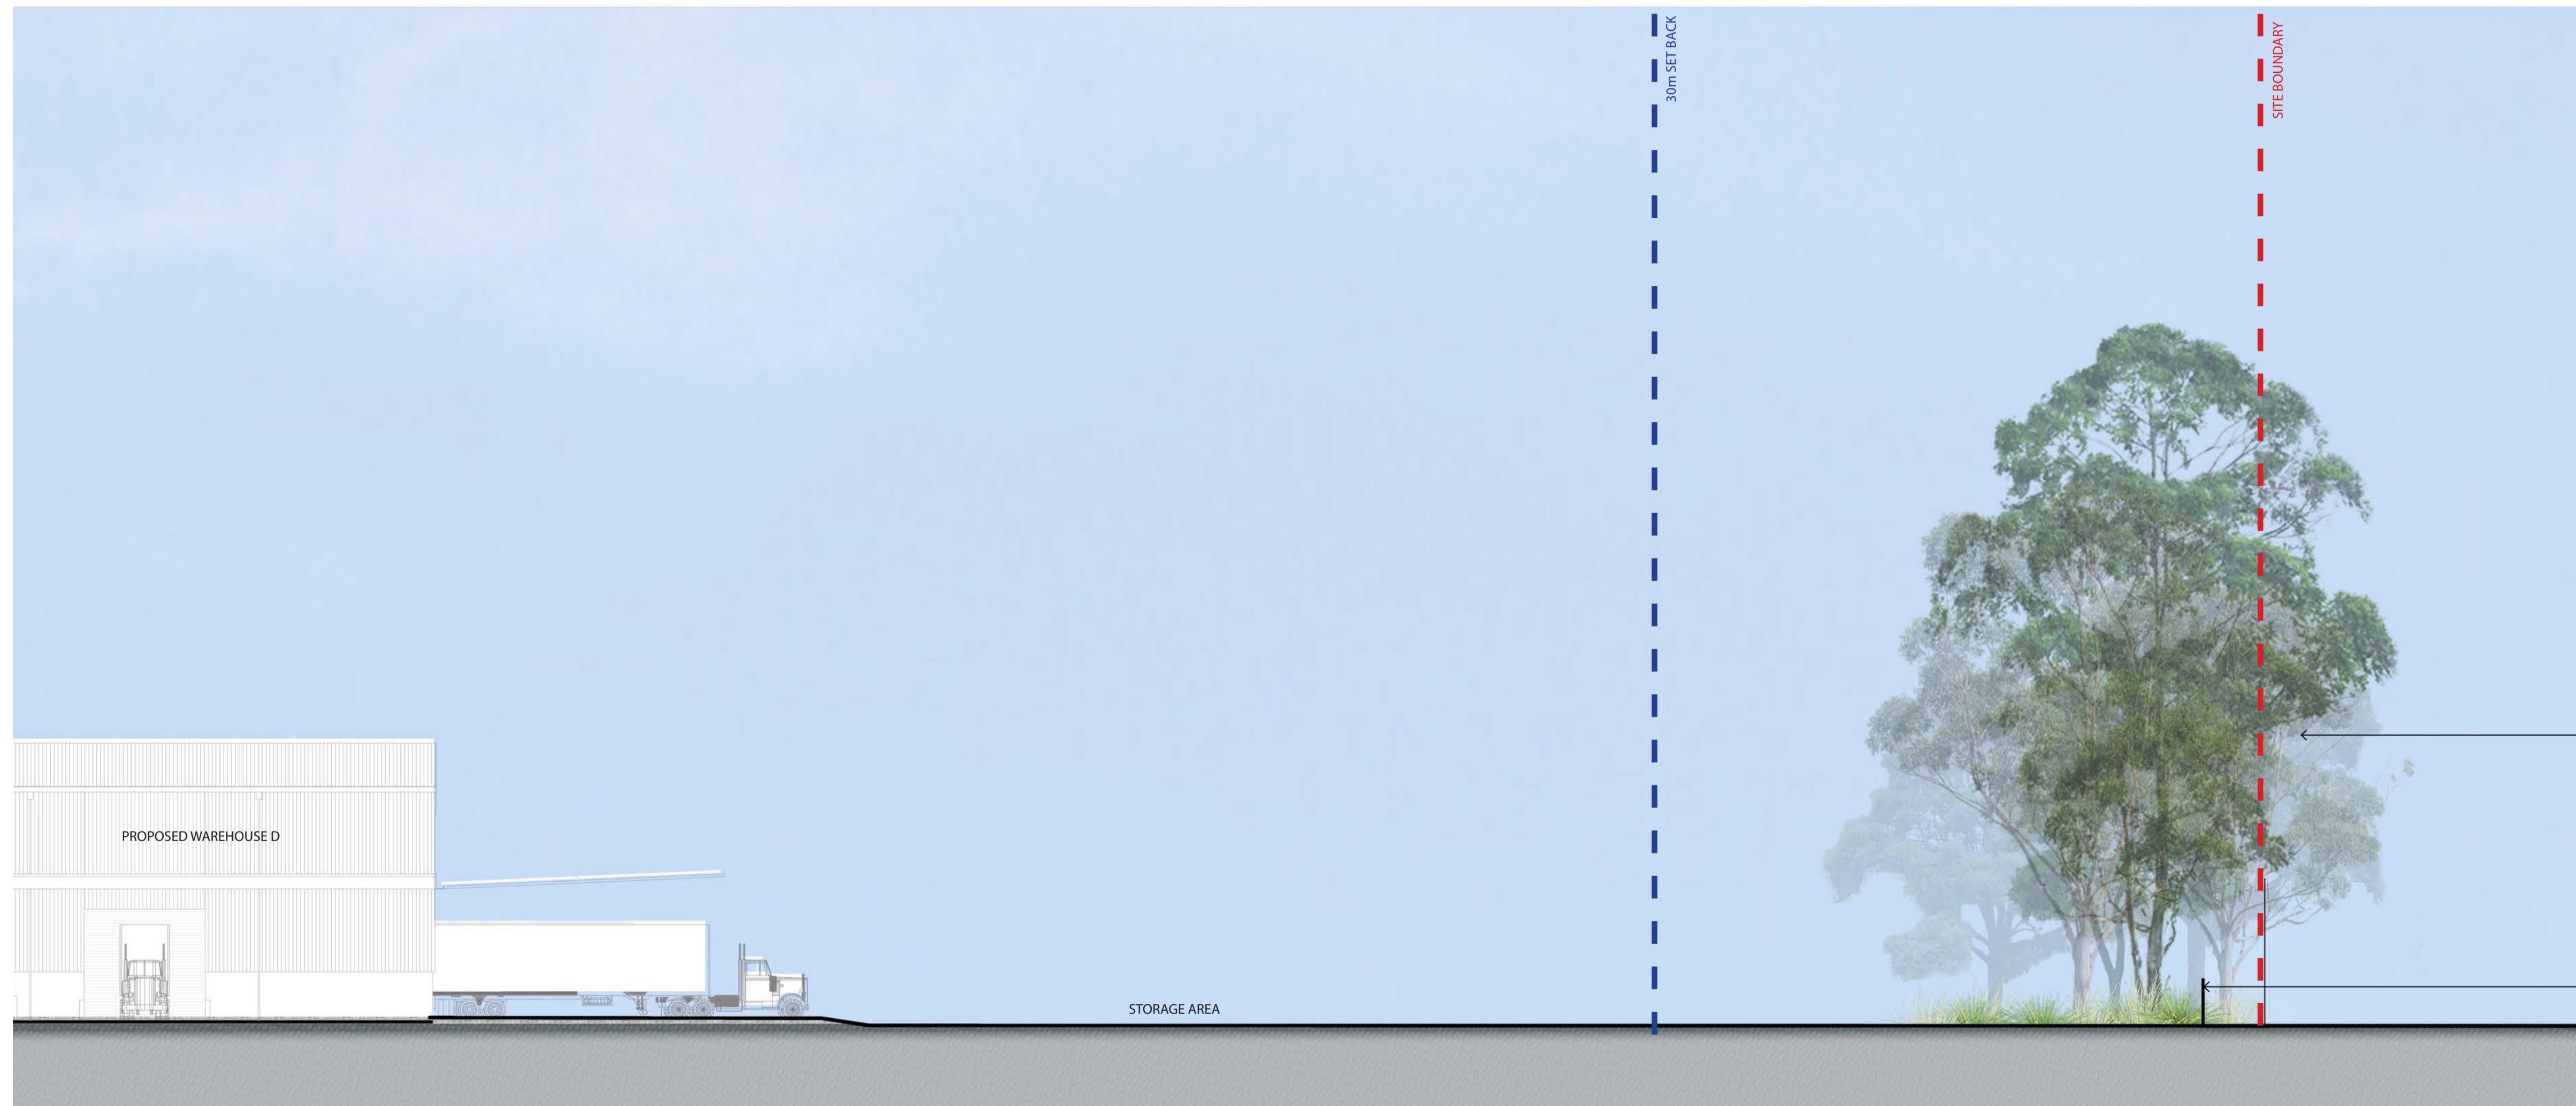 30m SET BACK
SITE BOUNDARY
PROPOSED WAREHOUSE D
STORAGE AREA